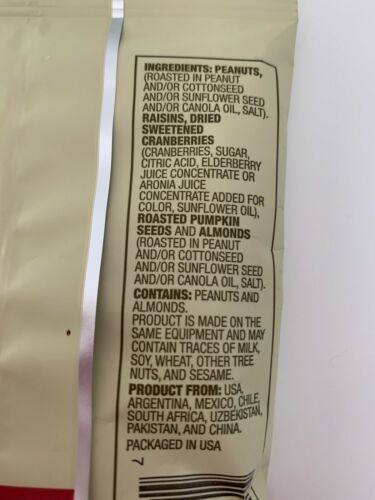 INGREDIENTS: PEANUTS,
(ROASTED IN PEANUT
AND/OR COTTONSEED
AND/OR SUNFLOWER SEED
AND/OR CANOLA OIL, SALT).
RAISINS, DRIED
SWEETENED
CRANBERRIES
(CRANBERRIES, SUGAR,
CITRIC ACID, ELDERBERRY
JUICE CONCENTRATE OR
ARONIA JUICE
CONCENTRATE ADDED FOR
COLOR, SUNFLOWER OIL),
ROASTED PUMPKIN
SEEDS AND ALMONDS
(ROASTED IN PEANUT
AND/OR COTTONSEED
AND/OR SUNFLOWER SEED
AND/OR CANOLA OIL, SALT).
CONTAINS: PEANUTS AND
ALMONDS.
PRODUCT IS MADE ON THE
SAME EQUIPMENT AND MAY
CONTAIN TRACES OF MILK,
SOY, WHEAT, OTHER TREE
NUTS, AND SESAME.
PRODUCT FROM: USA,
ARGENTINA, MEXICO, CHILE,
SOUTH AFRICA, UZBEKISTAN,
PAKISTAN, AND CHINA.
PACKAGED IN USA
7